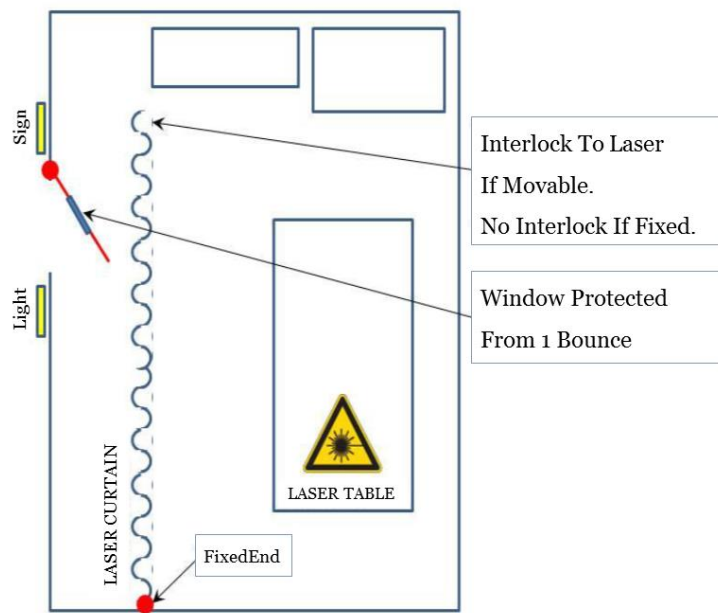 Sign
Interlock To Laser
If Movable.
No Interlock If Fixed.
Window Protected
From 1 Bounce
Light
LASER CURTAIN
LASER TABLE
FixedEnd